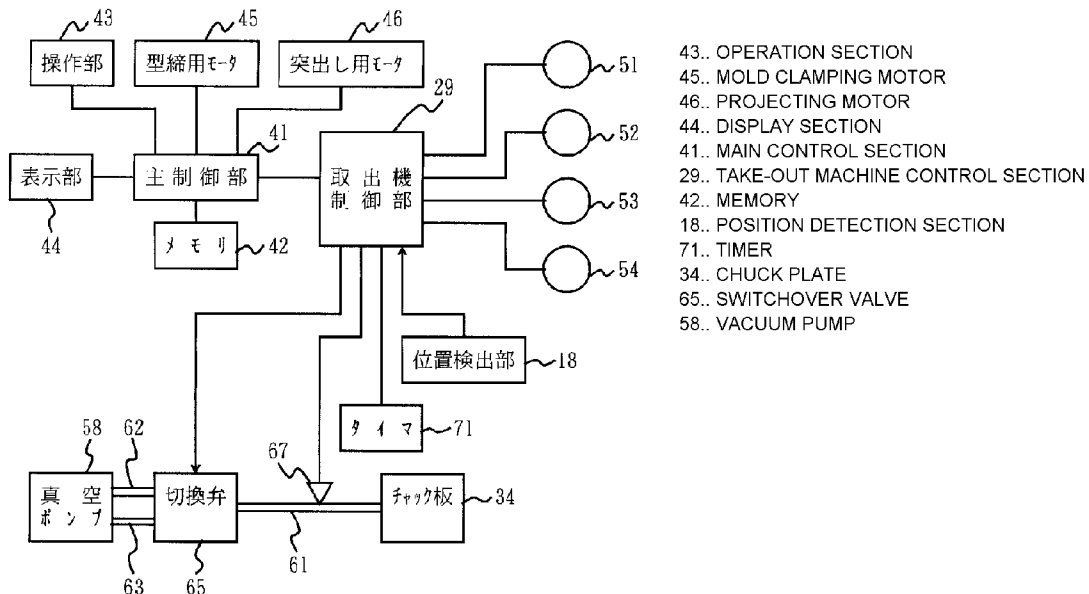 43
45
46
操作部
型締用モータ
突出し用モータ
29
51
41
52
表示部
主制御部
取出機
制御部
53
44
メモリ
42
54
位置検出部
18
タイマ
71
58
62
67
真空
ポンプ
切換弁
チャック板
34
63
65
61
43.. OPERATION SECTION
45.. MOLD CLAMPING MOTOR
46.. PROJECTING MOTOR
44.. DISPLAY SECTION
41.. MAIN CONTROL SECTION
29.. TAKE-OUT MACHINE CONTROL SECTION
42.. MEMORY
18.. POSITION DETECTION SECTION
71.. TIMER
34.. CHUCK PLATE
65.. SWITCHOVER VALVE
58.. VACUUM PUMP